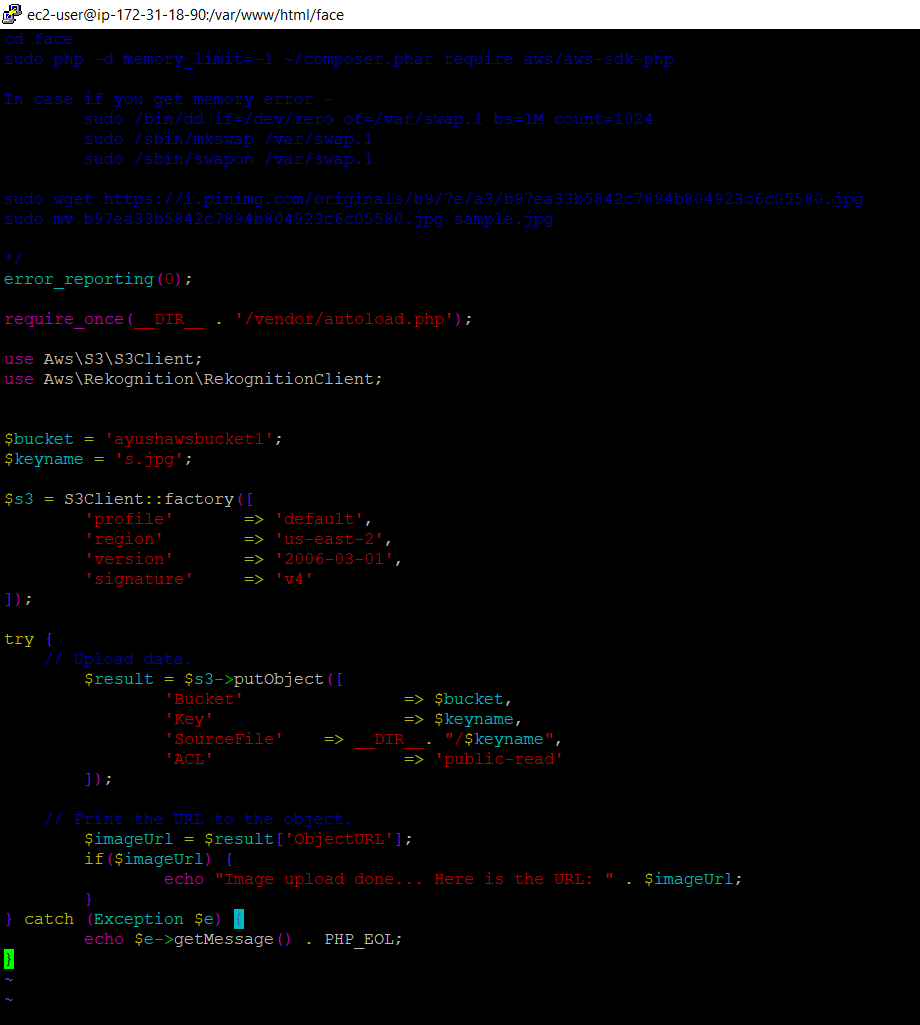 ec2-user@ip-172-31-18-90:/var/www/html/face
cd face
sudo php -d memory_limit=-1 ~/composer.phar require aws/aws-sdk-php
In case if you get memory error -
sudo /bin/dd if=/dev/zero of=/var/swap.1 bs=1M count=1024
sudo /sbin/mkswap /var/swap.1
sudo /sbin/swapon /var/swap.1
sudo wget https://i.pinimg.com/originals/b9/7e/a3/b97ea33b5842c7894b804923c6c05580.jpg
sudo mv b97ea33b5842c7894b804923c6c05580.jpg sample.jpg
*/
error_reporting(0);
require_once(__DIR__ . '/vendor/autoload.php');
use Aws\S3\S3Client;
use Aws\Rekognition\RekognitionClient;
$bucket = 'ayushawsbucket1';
$keyname = 's.jpg';
$s3 = S3Client::factory([
'profile' => 'default',
'region' => 'us-east-2',
'version' => '2006-03-01',
'signature' => 'v4'
]);
try {
// Upload data.
$result = $s3->putObject([
'Bucket' => $bucket,
'Key' => $keyname,
'SourceFile' => __DIR__. "/$keyname",
'ACL' => 'public-read'
]);
// Print the URL to the object.
$imageUrl = $result['ObjectURL'];
if($imageUrl) {
echo "Image upload done... Here is the URL: " . $imageUrl;
}
} catch (Exception $e) {
echo $e->getMessage() . PHP_EOL;
}
~
~